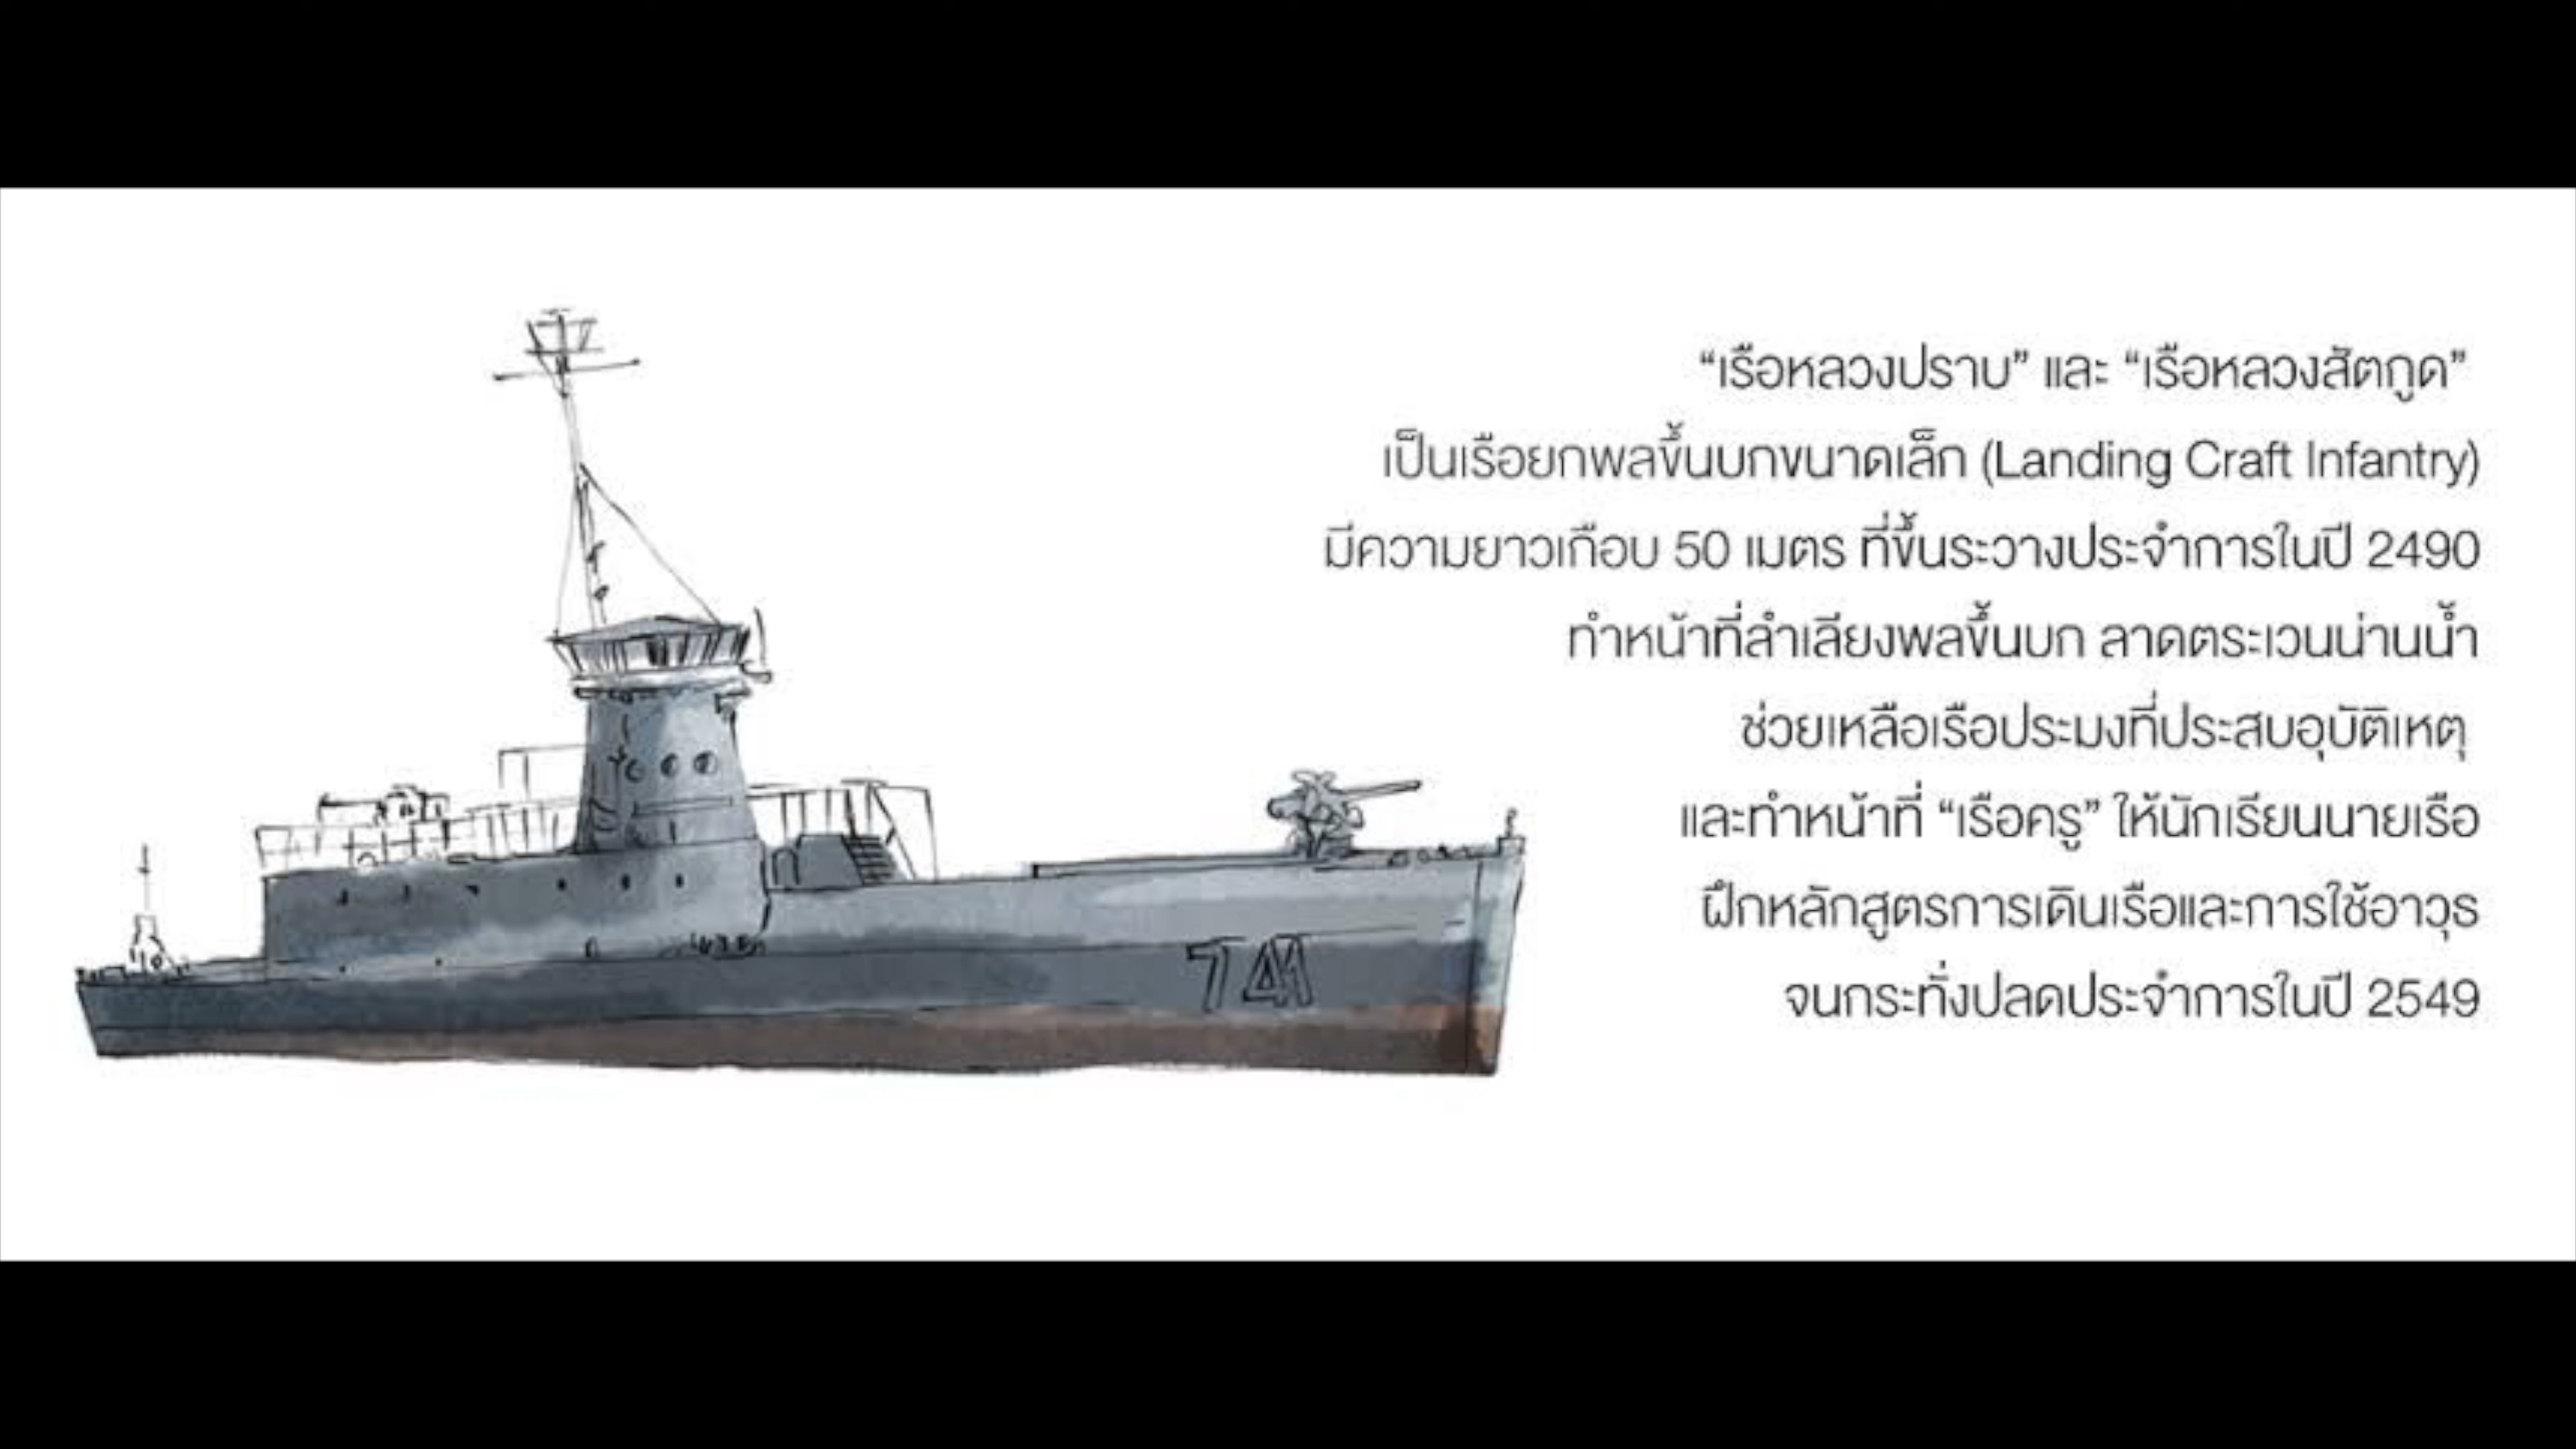 “เรือหลวงปราบ” และ “เรือหลวงสัตกูด”
เป็นเรือยกพลขึ้นบกขนาดเล็ก (Landing Craft Infantry)
มีความยาวเกือบ 50 เมตร ที่ขึ้นระวางประจำการในปี 2490
ทำหน้าที่ลำเลียงพลขึ้นบก ลาดตระเวนน่านน้ำ
ช่วยเหลือเรือประมงที่ประสบอุบัติเหตุ
และทำหน้าที่ “เรือครู” ให้นักเรียนนายเรือ
ฝึกหลักสูตรการเดินเรือและการใช้อาวุธ
จนกระทั่งปลดประจำการในปี 2549
741